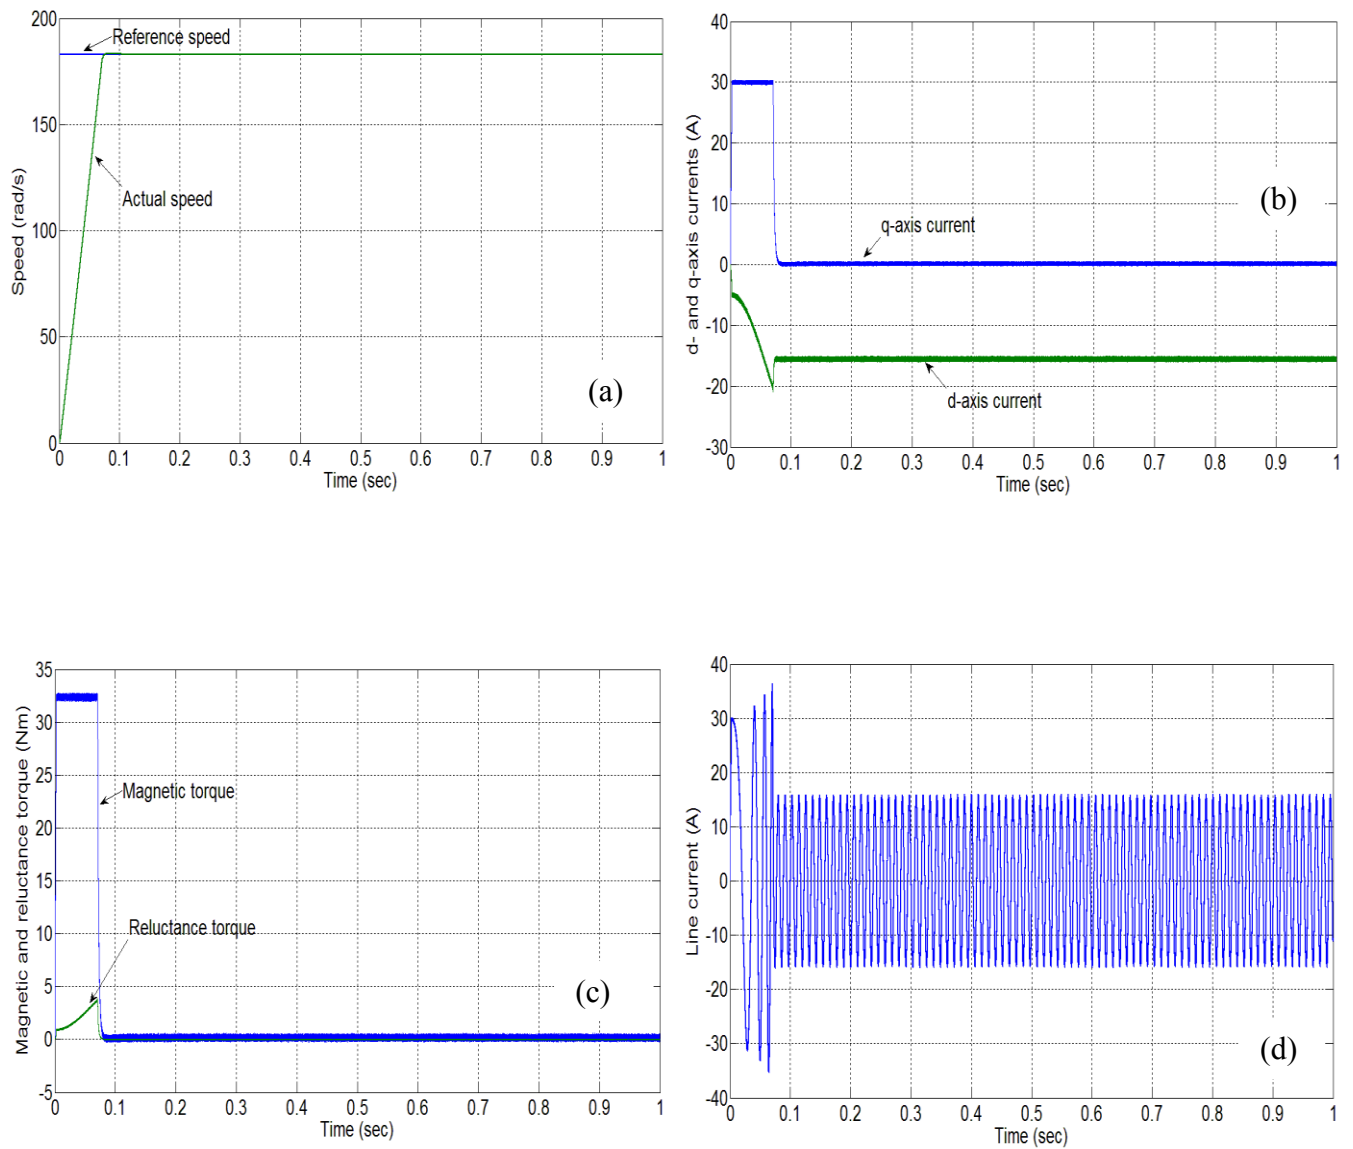 200
150
100
50
0
Speed (rad/s)
Reference speed
Actual speed
(a)
0 0.1 0.2 0.3 0.4 0.5 0.6 0.7 0.8 0.9 1
Time (sec)
40
30
20
10
0
-10
-20
-30
d- and q-axis currents (A)
(b)
q-axis current
d-axis current
0 0.1 0.2 0.3 0.4 0.5 0.6 0.7 0.8 0.9 1
Time (sec)
35
30
25
20
15
10
5
0
-5
Magnetic and reluctance torque (Nm)
Magnetic torque
Reluctance torque
(c)
0 0.1 0.2 0.3 0.4 0.5 0.6 0.7 0.8 0.9 1
Time (sec)
40
30
20
10
0
-10
-20
-30
-40
Line current (A)
(d)
0 0.1 0.2 0.3 0.4 0.5 0.6 0.7 0.8 0.9 1
Time (sec)